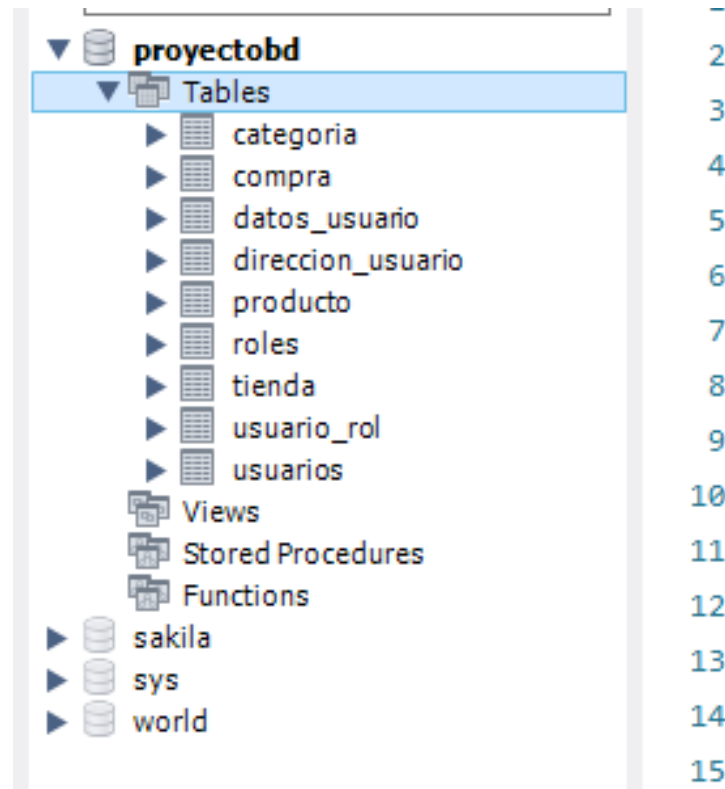 proyectobd
Tables
categoria
compra
datos_usuario
direccion_usuario
producto
roles
tienda
usuario_rol
usuarios
Views
Stored Procedures
Functions
sakila
sys
world
2
3
4
5
6
7
8
9
10
11
12
13
14
15